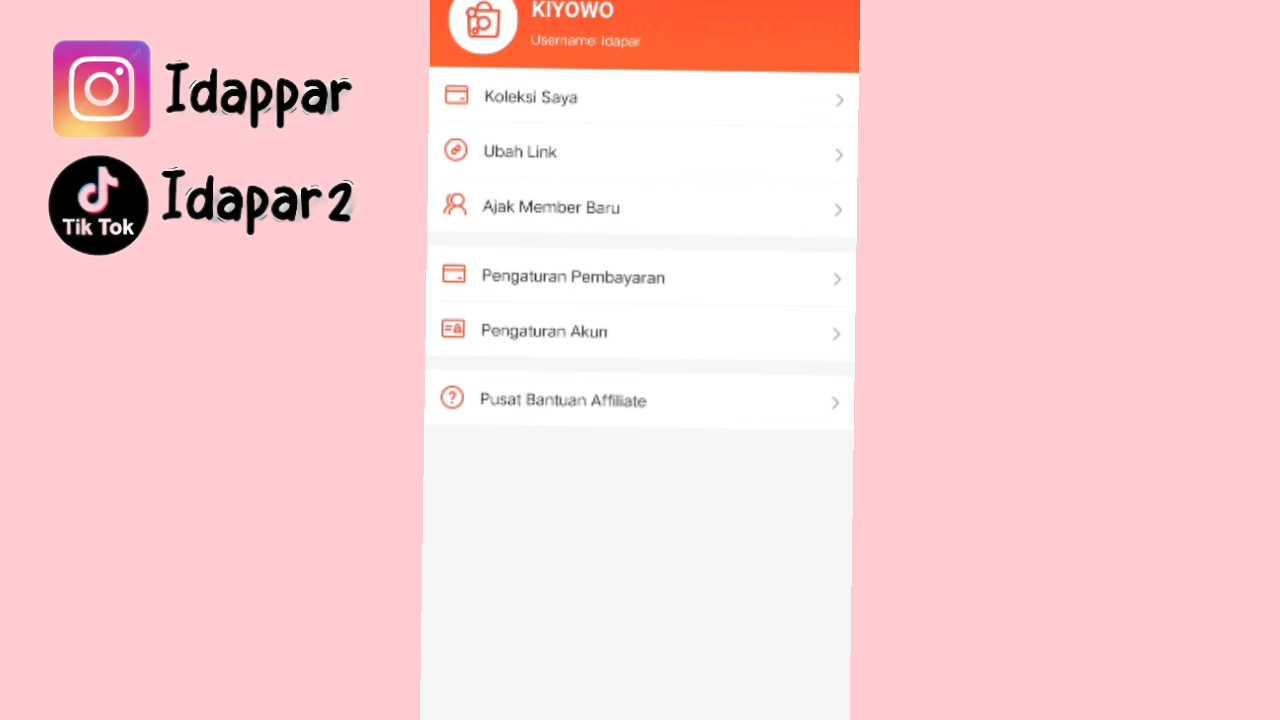 Idappar
Tik Tok
Idapar2
KIYOWO
Username: idapar
Koleksi Saya
Ubah Link
Ajak Member Baru
Pengaturan Pembayaran
Pengaturan Akun
Pusat Bantuan Affiliate